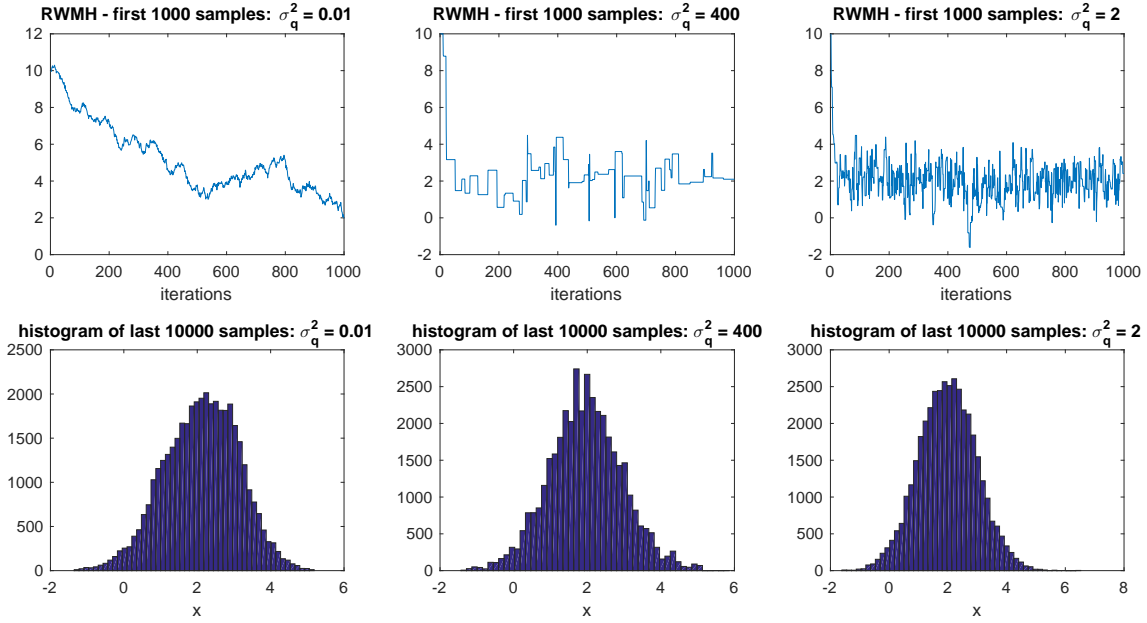 RWMH - first 1000 samples: σ_q^2 = 0.01
12
10
8
6
4
2
0
0 200 400 600 800 1000
iterations
RWMH - first 1000 samples: σ_q^2 = 400
10
8
6
4
2
0
-2
0 200 400 600 800 1000
iterations
RWMH - first 1000 samples: σ_q^2 = 2
10
8
6
4
2
0
-2
0 200 400 600 800 1000
iterations
histogram of last 10000 samples: σ_q^2 = 0.01
2500
2000
1500
1000
500
0
-2 0 2 4 6
x
histogram of last 10000 samples: σ_q^2 = 400
3000
2500
2000
1500
1000
500
0
-2 0 2 4 6
x
histogram of last 10000 samples: σ_q^2 = 2
3000
2500
2000
1500
1000
500
0
-2 0 2 4 6 8
x